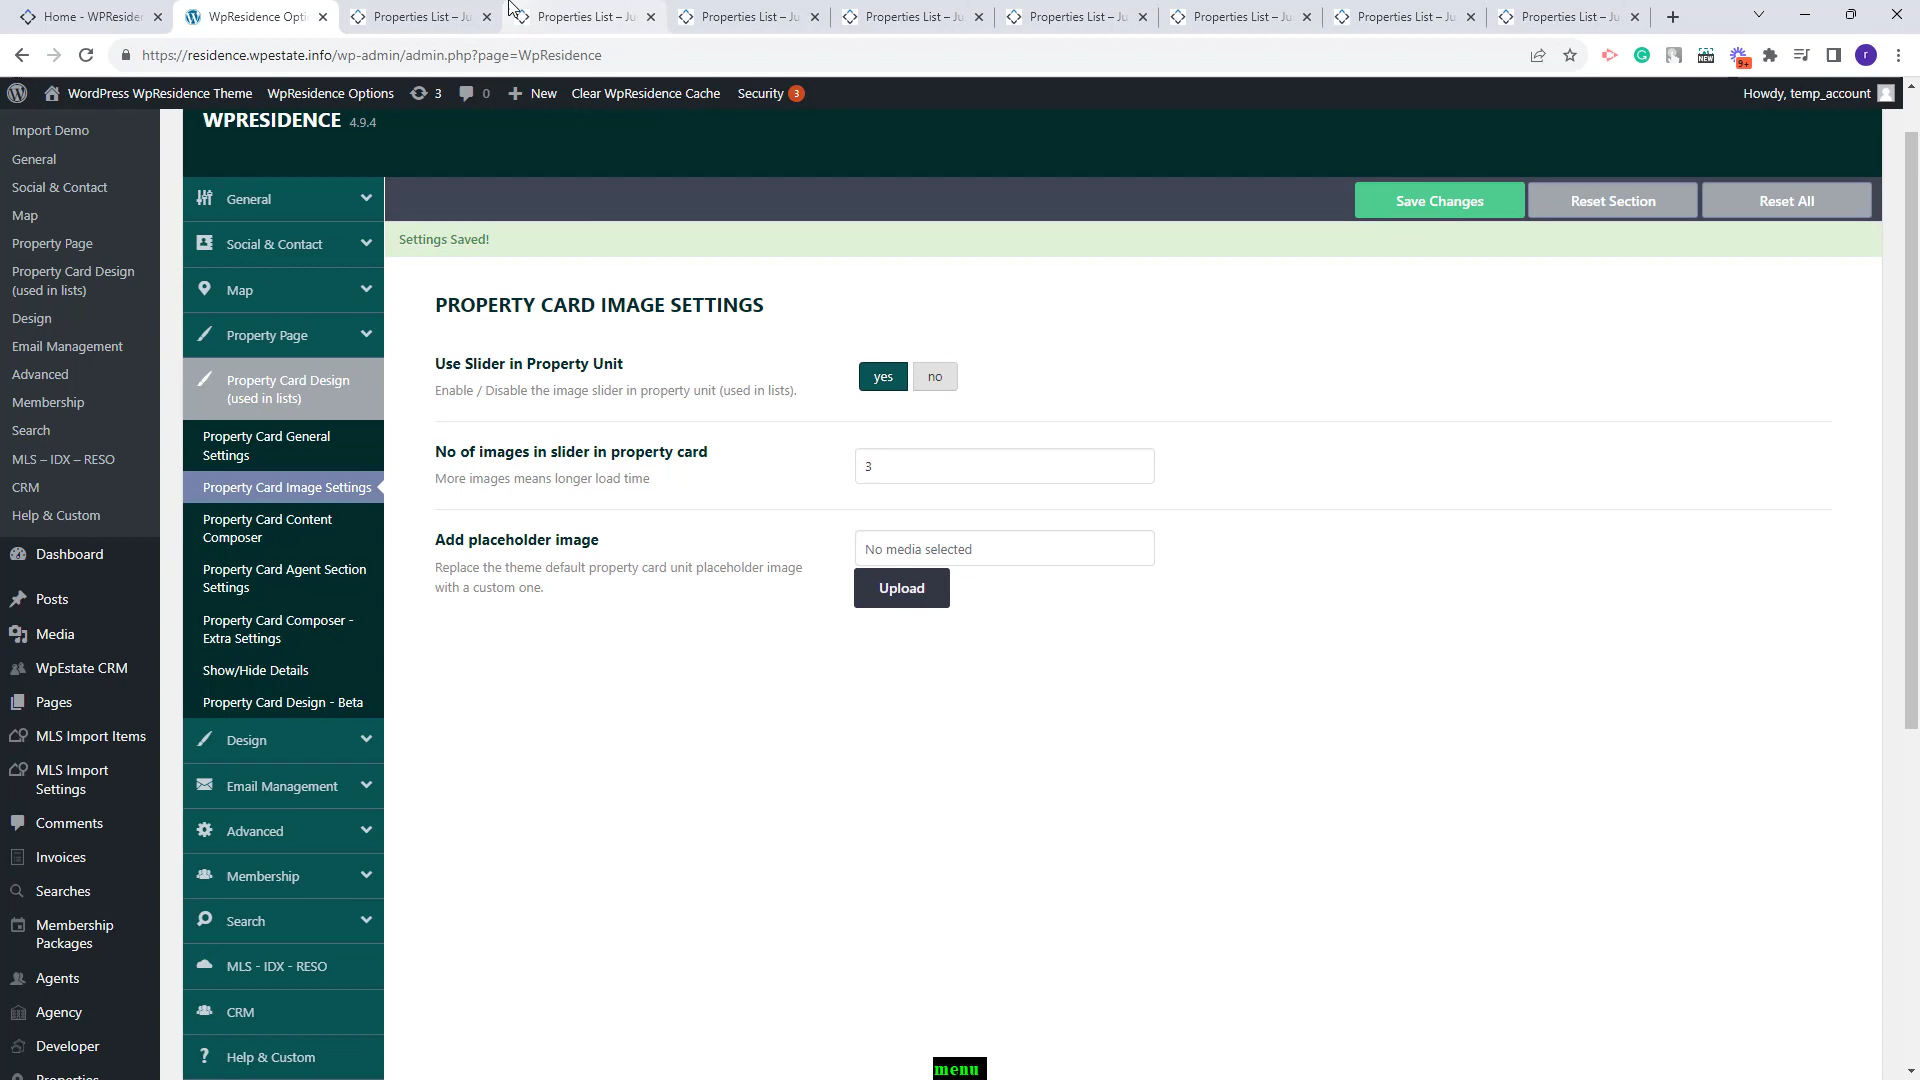 Home - WPResiden
WpResidence Opti
Properties List – Ju
Properties List – Ju
Properties List – Ju
Properties List – Ju
Properties List – Ju
Properties List – Ju
Properties List – Ju
Properties List – Ju
https://residence.wpestate.info/wp-admin/admin.php?page=WpResidence
NEW
9+
r
WordPress WpResidence Theme
WpResidence Options
3
0
New
Clear WpResidence Cache
Security 3
Howdy, temp_account
Import Demo
General
Social & Contact
Map
Property Page
Property Card Design
(used in lists)
Design
Email Management
Advanced
Membership
Search
MLS – IDX – RESO
CRM
Help & Custom
Dashboard
Posts
Media
WpEstate CRM
Pages
MLS Import Items
MLS Import
Settings
Comments
Invoices
Searches
Membership
Packages
Agents
Agency
Developer
Properties
WPRESIDENCE 4.9.4
General
Social & Contact
Map
Property Page
Property Card Design
(used in lists)
Property Card General
Settings
Property Card Image Settings
Property Card Content
Composer
Property Card Agent Section
Settings
Property Card Composer -
Extra Settings
Show/Hide Details
Property Card Design - Beta
Design
Email Management
Advanced
Membership
Search
MLS - IDX - RESO
CRM
Help & Custom
Save Changes
Reset Section
Reset All
Settings Saved!
PROPERTY CARD IMAGE SETTINGS
Use Slider in Property Unit
Enable / Disable the image slider in property unit (used in lists).
yes
no
No of images in slider in property card
More images means longer load time
3
Add placeholder image
Replace the theme default property card unit placeholder image
with a custom one.
No media selected
Upload
menu